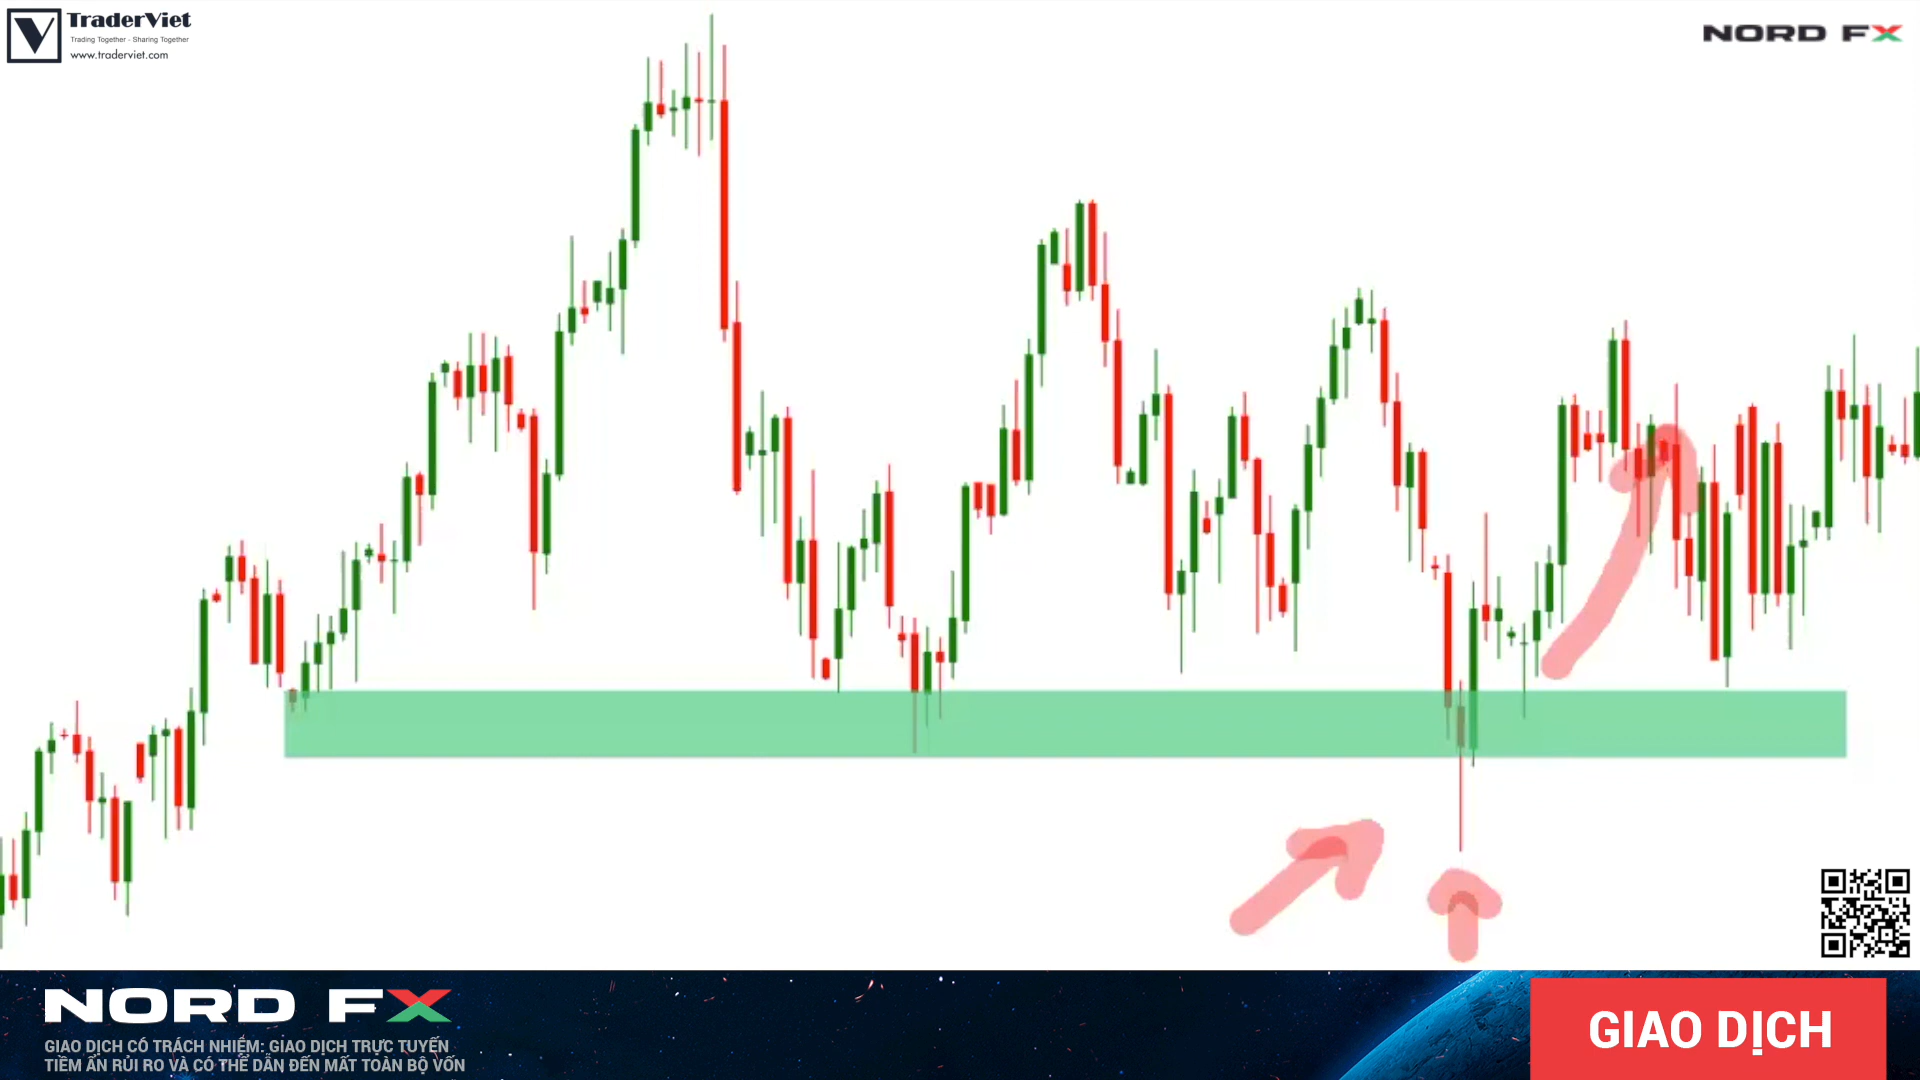 TraderViet
Trading Together - Sharing Together
www.traderviet.com
NORD FX
NORD FX
GIAO DỊCH CÓ TRÁCH NHIỆM: GIAO DỊCH TRỰC TUYẾN
TIỀM ẨN RỦI RO VÀ CÓ THỂ DẪN ĐẾN MẤT TOÀN BỘ VỐN
GIAO DỊCH